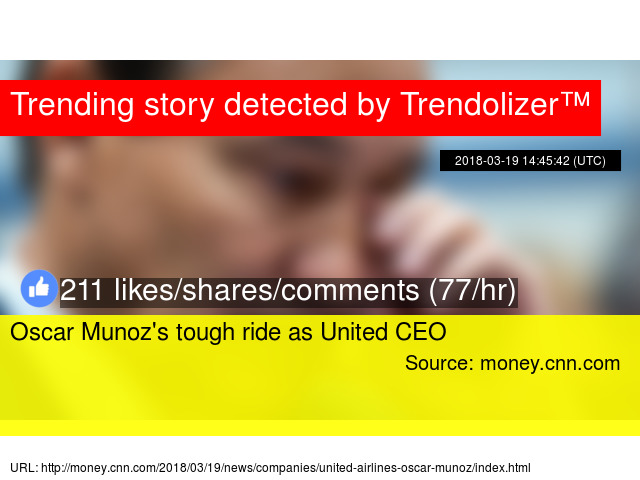 Trending story detected by Trendolizer™
2018-03-19 14:45:42 (UTC)
211 likes/shares/comments (77/hr)
Oscar Munoz's tough ride as United CEO
Source: money.cnn.com
URL: http://money.cnn.com/2018/03/19/news/companies/united-airlines-oscar-munoz/index.html